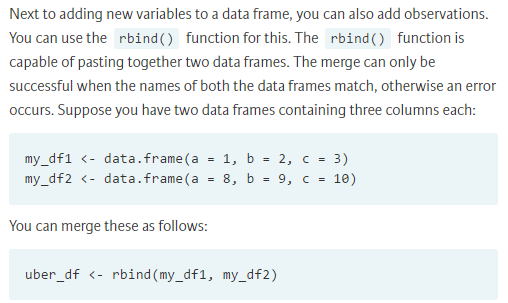 Next to adding new variables to a data frame, you can also add observations.
You can use the rbind() function for this. The rbind() function is
capable of pasting together two data frames. The merge can only be
successful when the names of both the data frames match, otherwise an error
occurs. Suppose you have two data frames containing three columns each:
my_df1 <- data.frame(a = 1, b = 2, c = 3)
my_df2 <- data.frame(a = 8, b = 9, c = 10)
You can merge these as follows:
uber_df <- rbind(my_df1, my_df2)